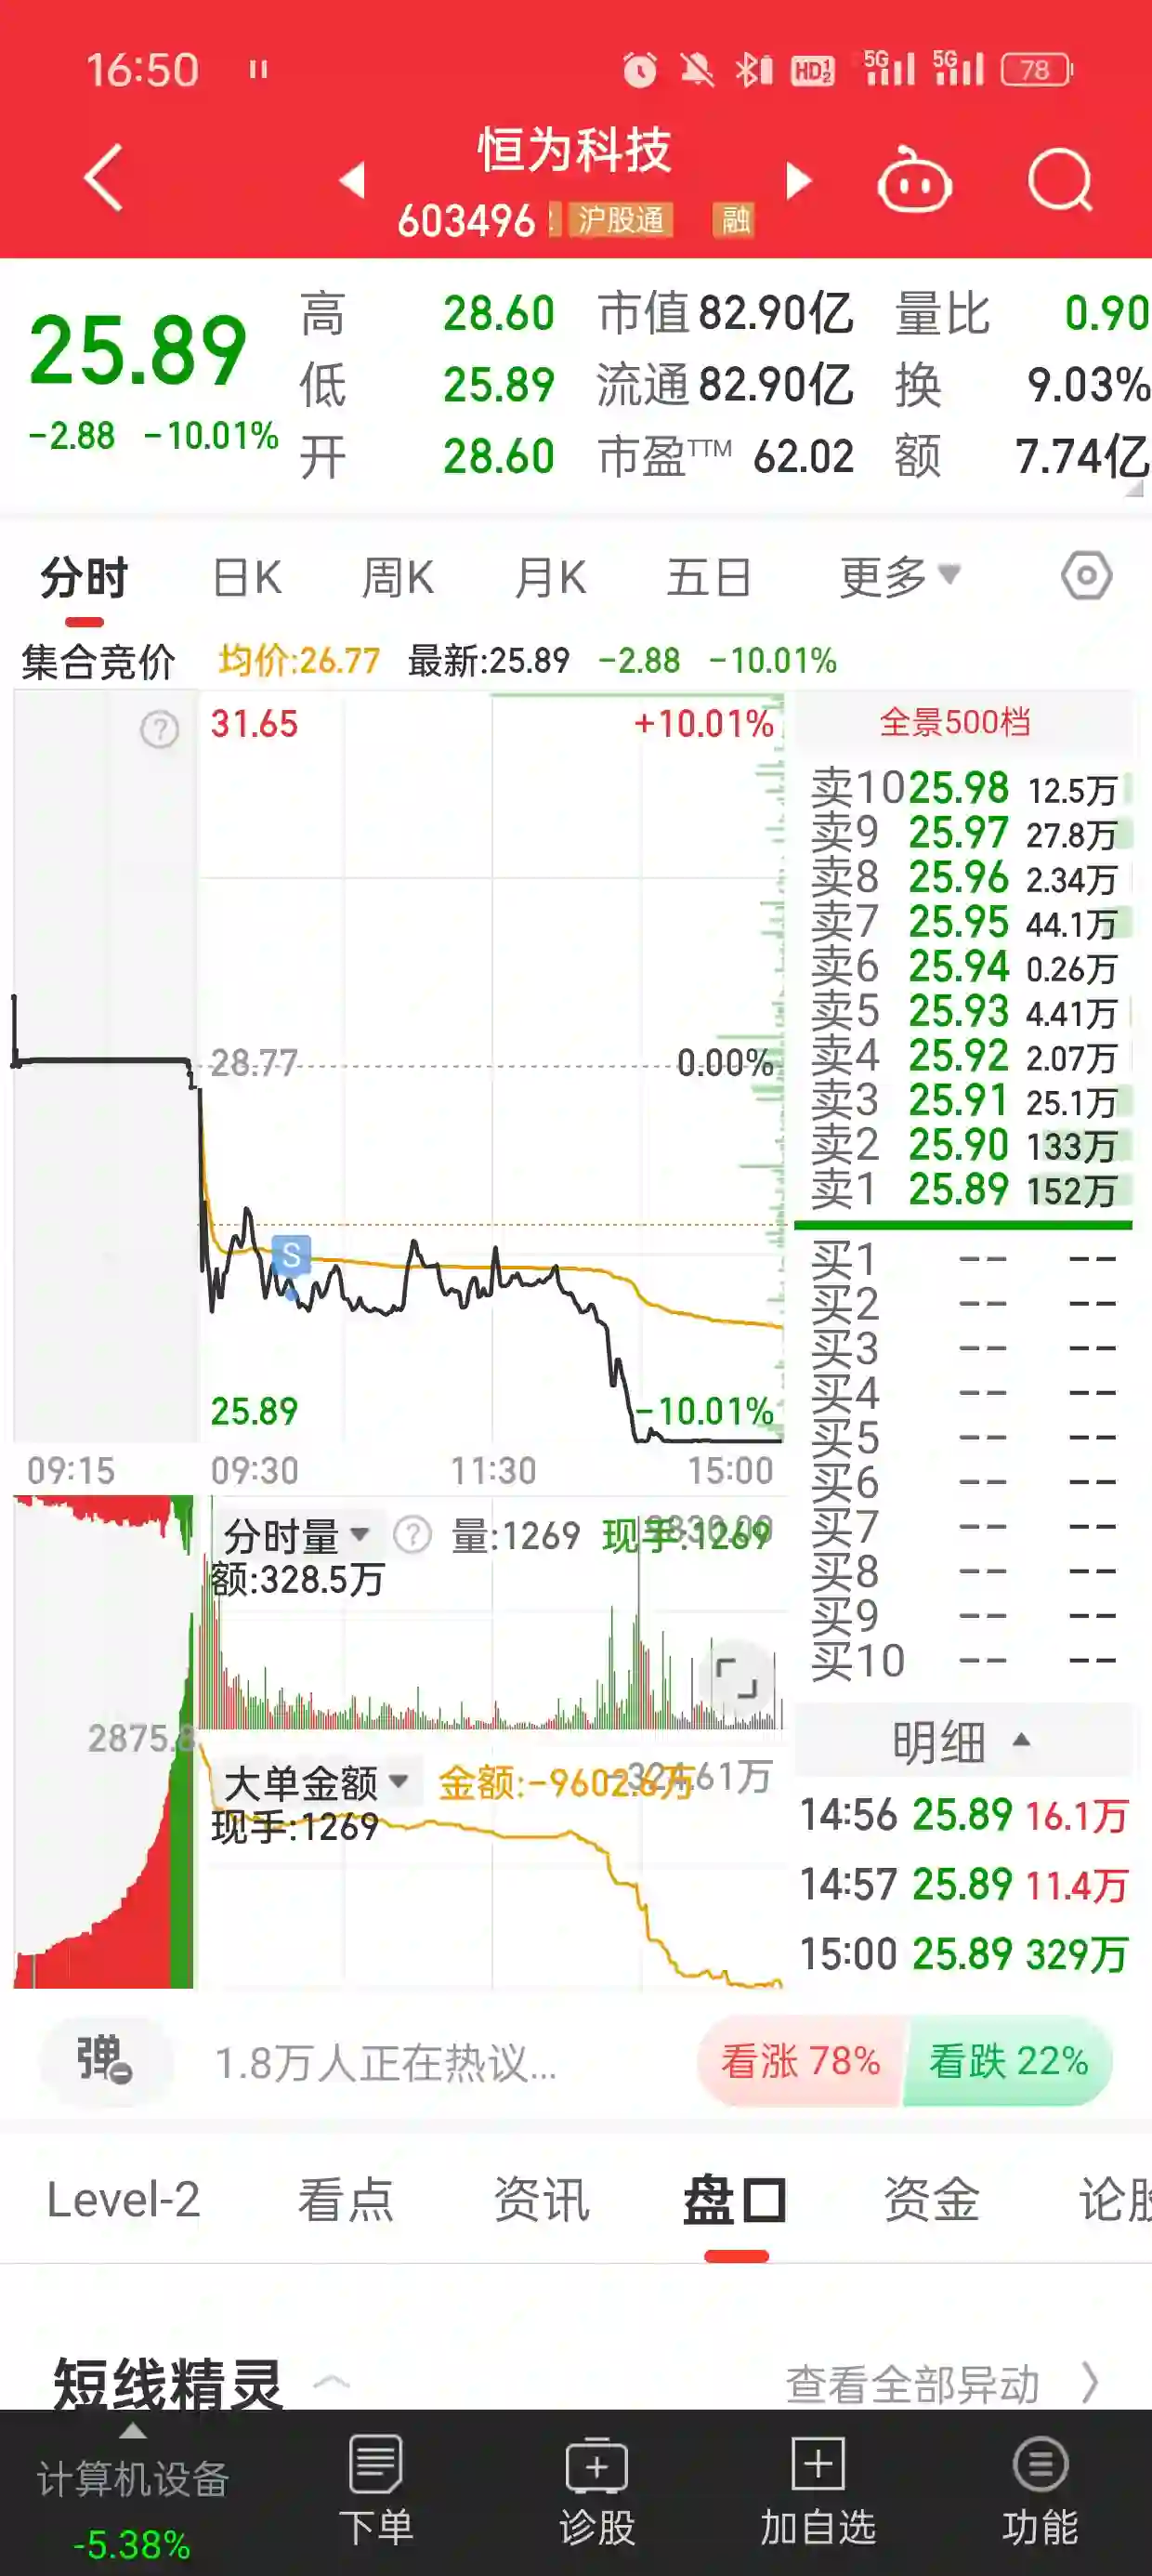 16:50
HD 1 2 5G 5G 78
恒为科技
603496 沪股通 融
25.89
-2.88 -10.01%
高 28.60 市值 82.90亿 量比 0.90
低 25.89 流通 82.90亿 换 9.03%
开 28.60 市盈TTM 62.02 额 7.74亿
分时 日K 周K 月K 五日 更多
集合竞价 均价:26.77 最新:25.89 -2.88 -10.01%
31.65 +10.01%
28.77 0.00%
S
25.89 -10.01%
09:15 09:30 11:30 15:00
全景500档
卖10 25.98 12.5万
卖9 25.97 27.8万
卖8 25.96 2.34万
卖7 25.95 44.1万
卖6 25.94 0.26万
卖5 25.93 4.41万
卖4 25.92 2.07万
卖3 25.91 25.1万
卖2 25.90 133万
卖1 25.89 152万
买1 -- --
买2 -- --
买3 -- --
买4 -- --
买5 -- --
买6 -- --
买7 -- --
买8 -- --
买9 -- --
买10 -- --
分时量 ? 量:1269 现手:1269
额:328.5万
2875.8
大单金额 金额:-9602.6万
现手:1269
明细
14:56 25.89 16.1万
14:57 25.89 11.4万
15:00 25.89 329万
弹 1.8万人正在热议... 看涨 78% 看跌 22%
Level-2 看点 资讯 盘口 资金 论股
短线精灵 查看全部异动
计算机设备 下单 诊股 加自选 功能
-5.38%